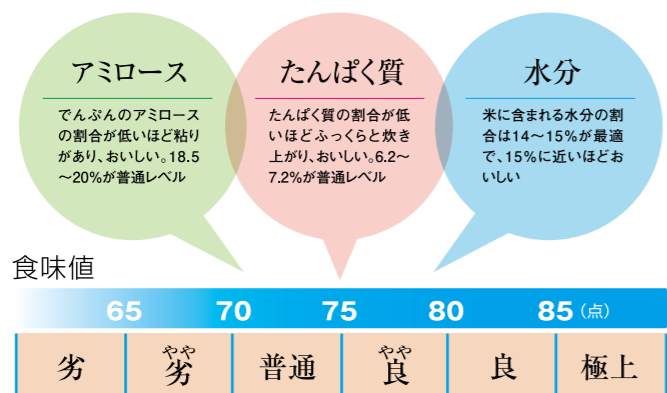 アミロース
でんぷんのアミロース
の割合が低いほど粘り
があり、おいしい。18.5
～20%が普通レベル
たんぱく質
たんぱく質の割合が低
いほどふっくらと炊き
上がり、おいしい。6.2～
7.2%が普通レベル
水分
米に含まれる水分の割
合は14～15%が最適
で、15%に近いほどお
いしい
食味値
65 70 75 80 85（点）
劣 やや劣 普通 やや良 良 極上